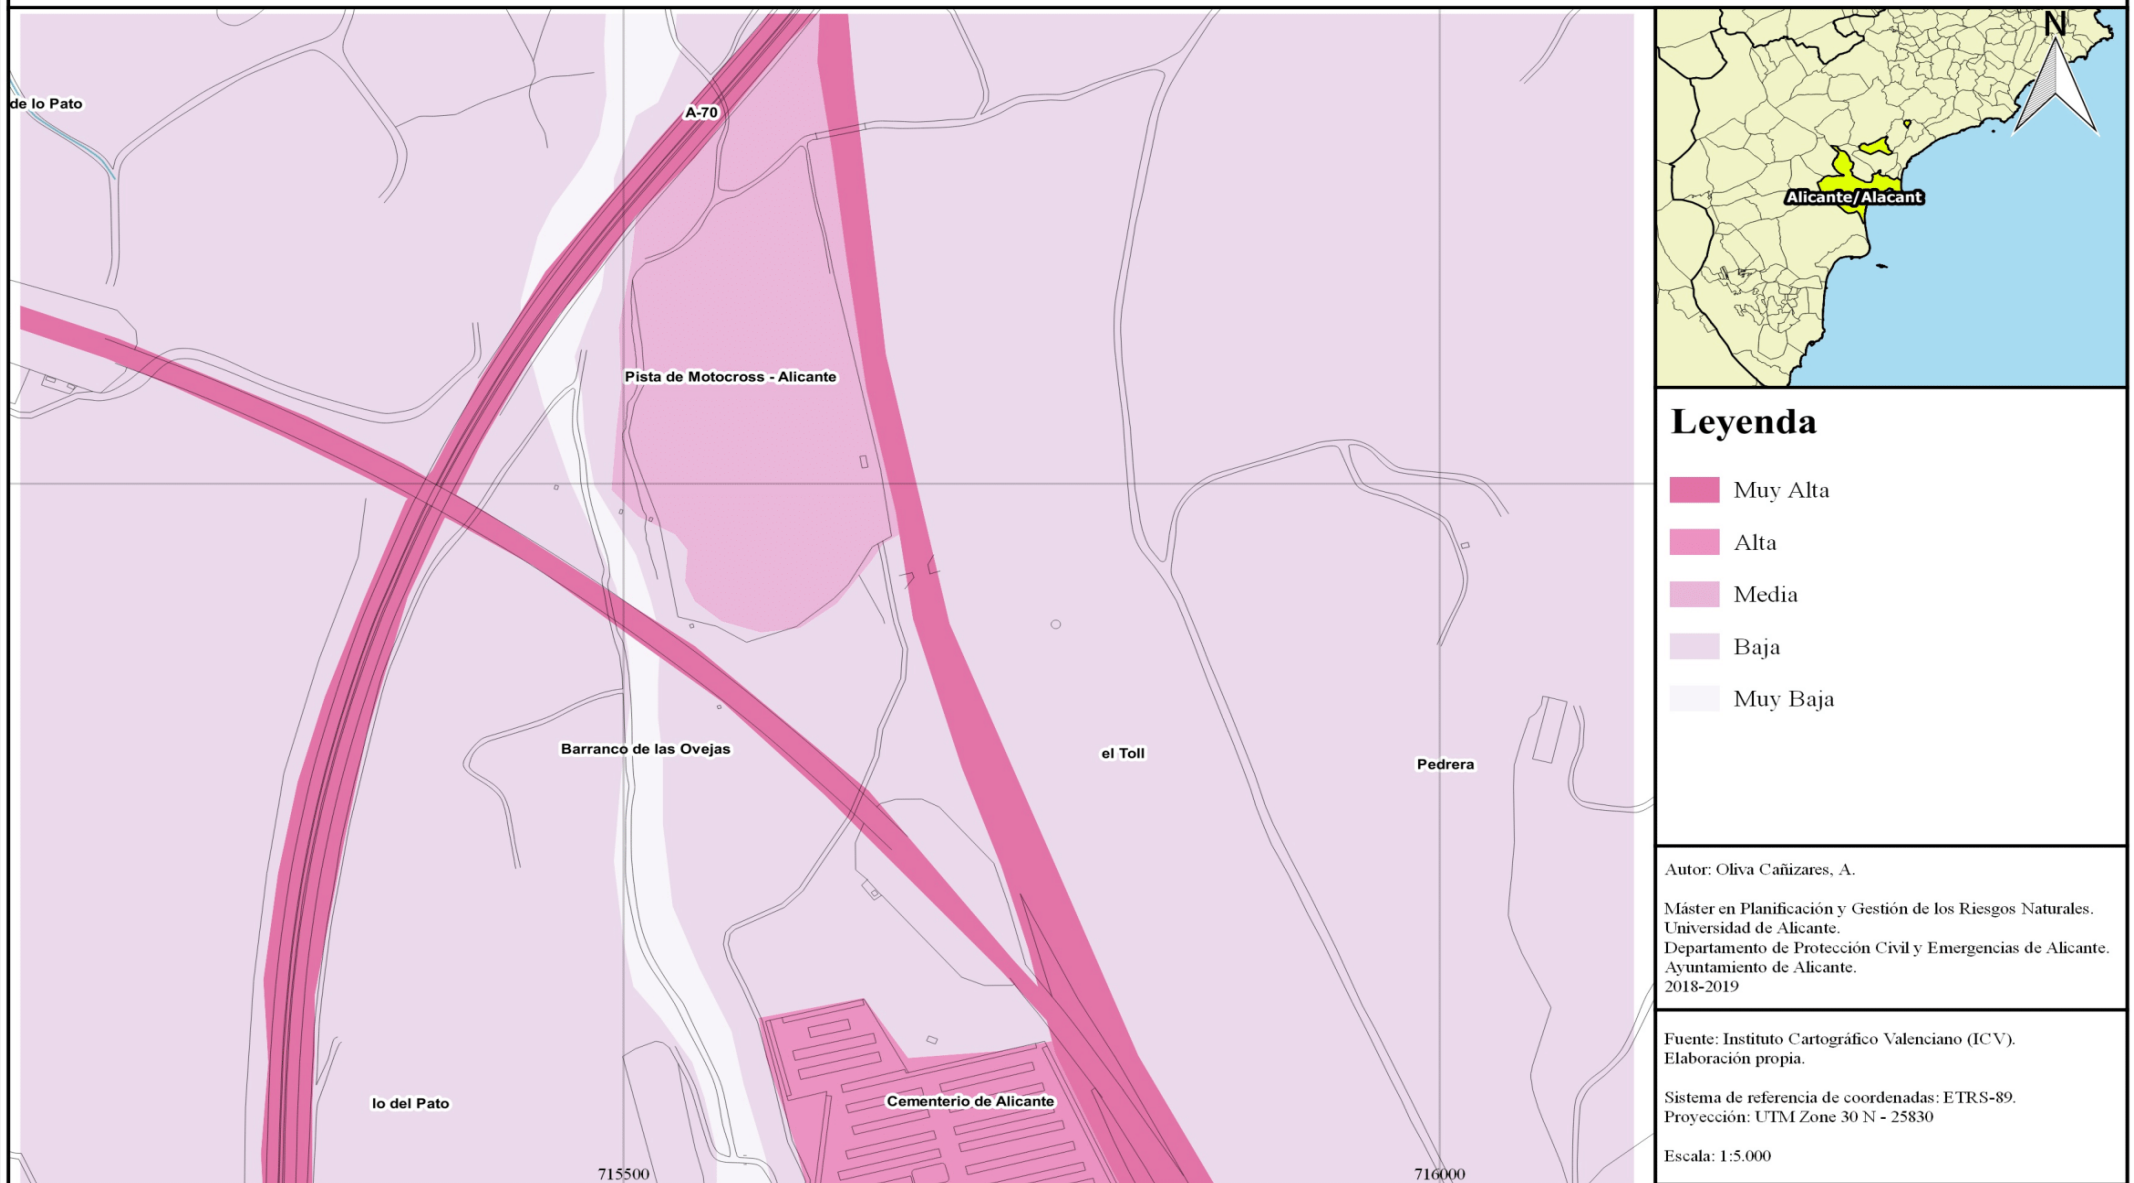 de lo Pato
A-70
Pista de Motocross - Alicante
Barranco de las Ovejas
el Toll
Pedrera
lo del Pato
Cementerio de Alicante
715500
716000
N
Alicante/Alacant
Leyenda
Muy Alta
Alta
Media
Baja
Muy Baja
Autor: Oliva Cañizares, A.
Máster en Planificación y Gestión de los Riesgos Naturales.
Universidad de Alicante.
Departamento de Protección Civil y Emergencias de Alicante.
Ayuntamiento de Alicante.
2018-2019
Fuente: Instituto Cartográfico Valenciano (ICV).
Elaboración propia.
Sistema de referencia de coordenadas: ETRS-89.
Proyección: UTM Zone 30 N - 25830
Escala: 1:5.000